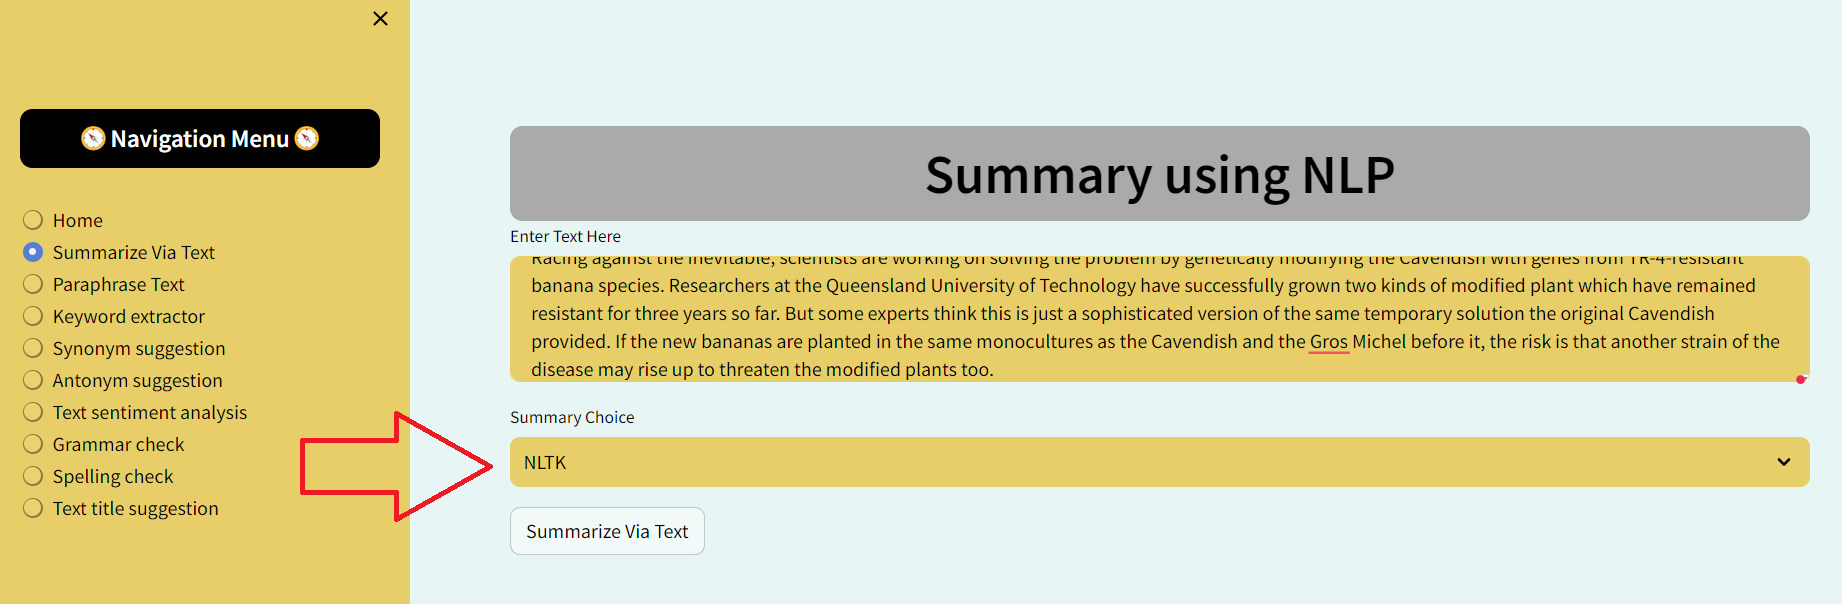 Navigation Menu
Home
Summarize Via Text
Paraphrase Text
Keyword extractor
Synonym suggestion
Antonym suggestion
Text sentiment analysis
Grammar check
Spelling check
Text title suggestion
Summary using NLP
Enter Text Here
Racing against the inevitable, scientists are working on solving the problem by genetically modifying the Cavendish with genes from TR-4-resistant
banana species. Researchers at the Queensland University of Technology have successfully grown two kinds of modified plant which have remained
resistant for three years so far. But some experts think this is just a sophisticated version of the same temporary solution the original Cavendish
provided. If the new bananas are planted in the same monocultures as the Cavendish and the Gros Michel before it, the risk is that another strain of the
disease may rise up to threaten the modified plants too.
Summary Choice
NLTK
Summarize Via Text